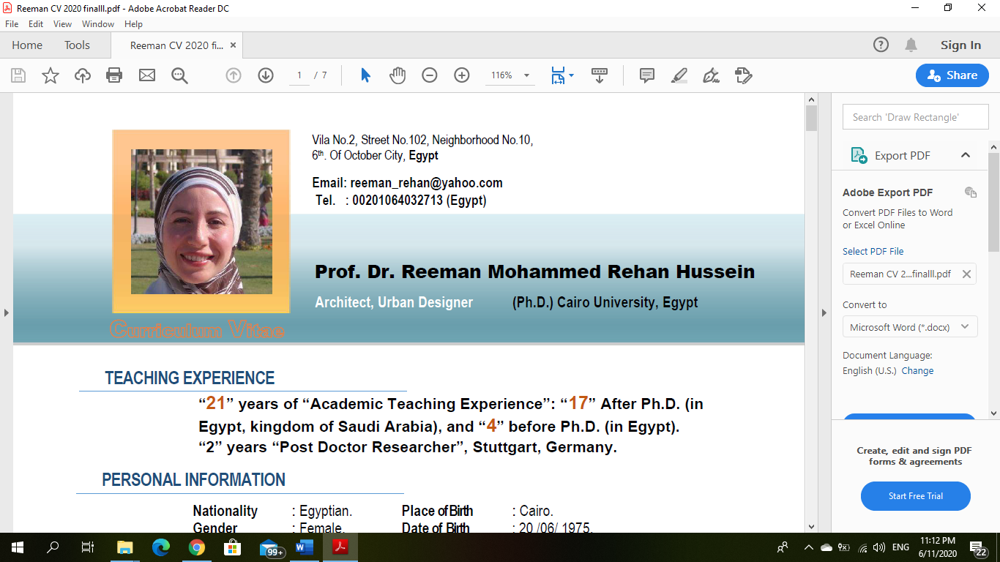 Reeman CV 2020 finalll.pdf - Adobe Acrobat Reader DC
File Edit View Window Help
Home Tools Reeman CV 2020 fi... × Sign In
1 / 7 116% Share
Vila No.2, Street No.102, Neighborhood No.10,
6th. Of October City, Egypt
Email: reeman_rehan@yahoo.com
Tel. : 00201064032713 (Egypt)
Prof. Dr. Reeman Mohammed Rehan Hussein
Architect, Urban Designer (Ph.D.) Cairo University, Egypt
Curriculum Vitae
TEACHING EXPERIENCE
“21” years of “Academic Teaching Experience”: “17” After Ph.D. (in
Egypt, kingdom of Saudi Arabia), and “4” before Ph.D. (in Egypt).
“2” years “Post Doctor Researcher”, Stuttgart, Germany.
PERSONAL INFORMATION
Nationality : Egyptian. Place of Birth : Cairo.
Gender : Female. Date of Birth : 20 /06/ 1975.
Search 'Draw Rectangle'
Export PDF
Adobe Export PDF
Convert PDF Files to Word
or Excel Online
Select PDF File
Reeman CV 2...finalll.pdf
Convert to
Microsoft Word (*.docx)
Document Language:
English (U.S.) Change
Create, edit and sign PDF
forms & agreements
Start Free Trial
99+
ENG
11:12 PM
6/11/2020
22